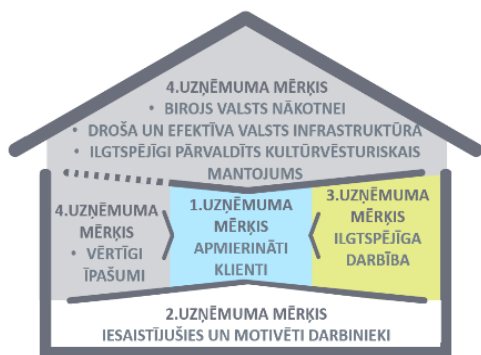 4.UZŅĒMUMA MĒRĶIS
• BIROJS VALSTS NĀKOTNEI
• DROŠA UN EFEKTĪVA VALSTS INFRASTRUKTŪRA
• ILGTSPĒJĪGI PĀRVALDĪTS KULTŪRVĒSTURISKAIS
MANTOJUMS
4.UZŅĒMUMA
MĒRĶIS
• VĒRTĪGI
ĪPAŠUMI
1.UZŅĒMUMA
MĒRĶIS
APMIERINĀTI
KLIENTI
3.UZŅĒMUMA
MĒRĶIS
ILGTSPĒJĪGA
DARBĪBA
2.UZŅĒMUMA MĒRĶIS
IESAISTĪJUŠIES UN MOTIVĒTI DARBINIEKI